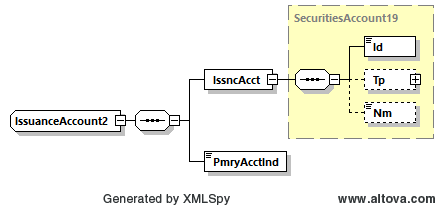 SecuritiesAccount19
Id
IssncAcct
Tp
Nm
IssuanceAccount2
PmryAcctInd
Generated by XMLSpy
www.altova.com